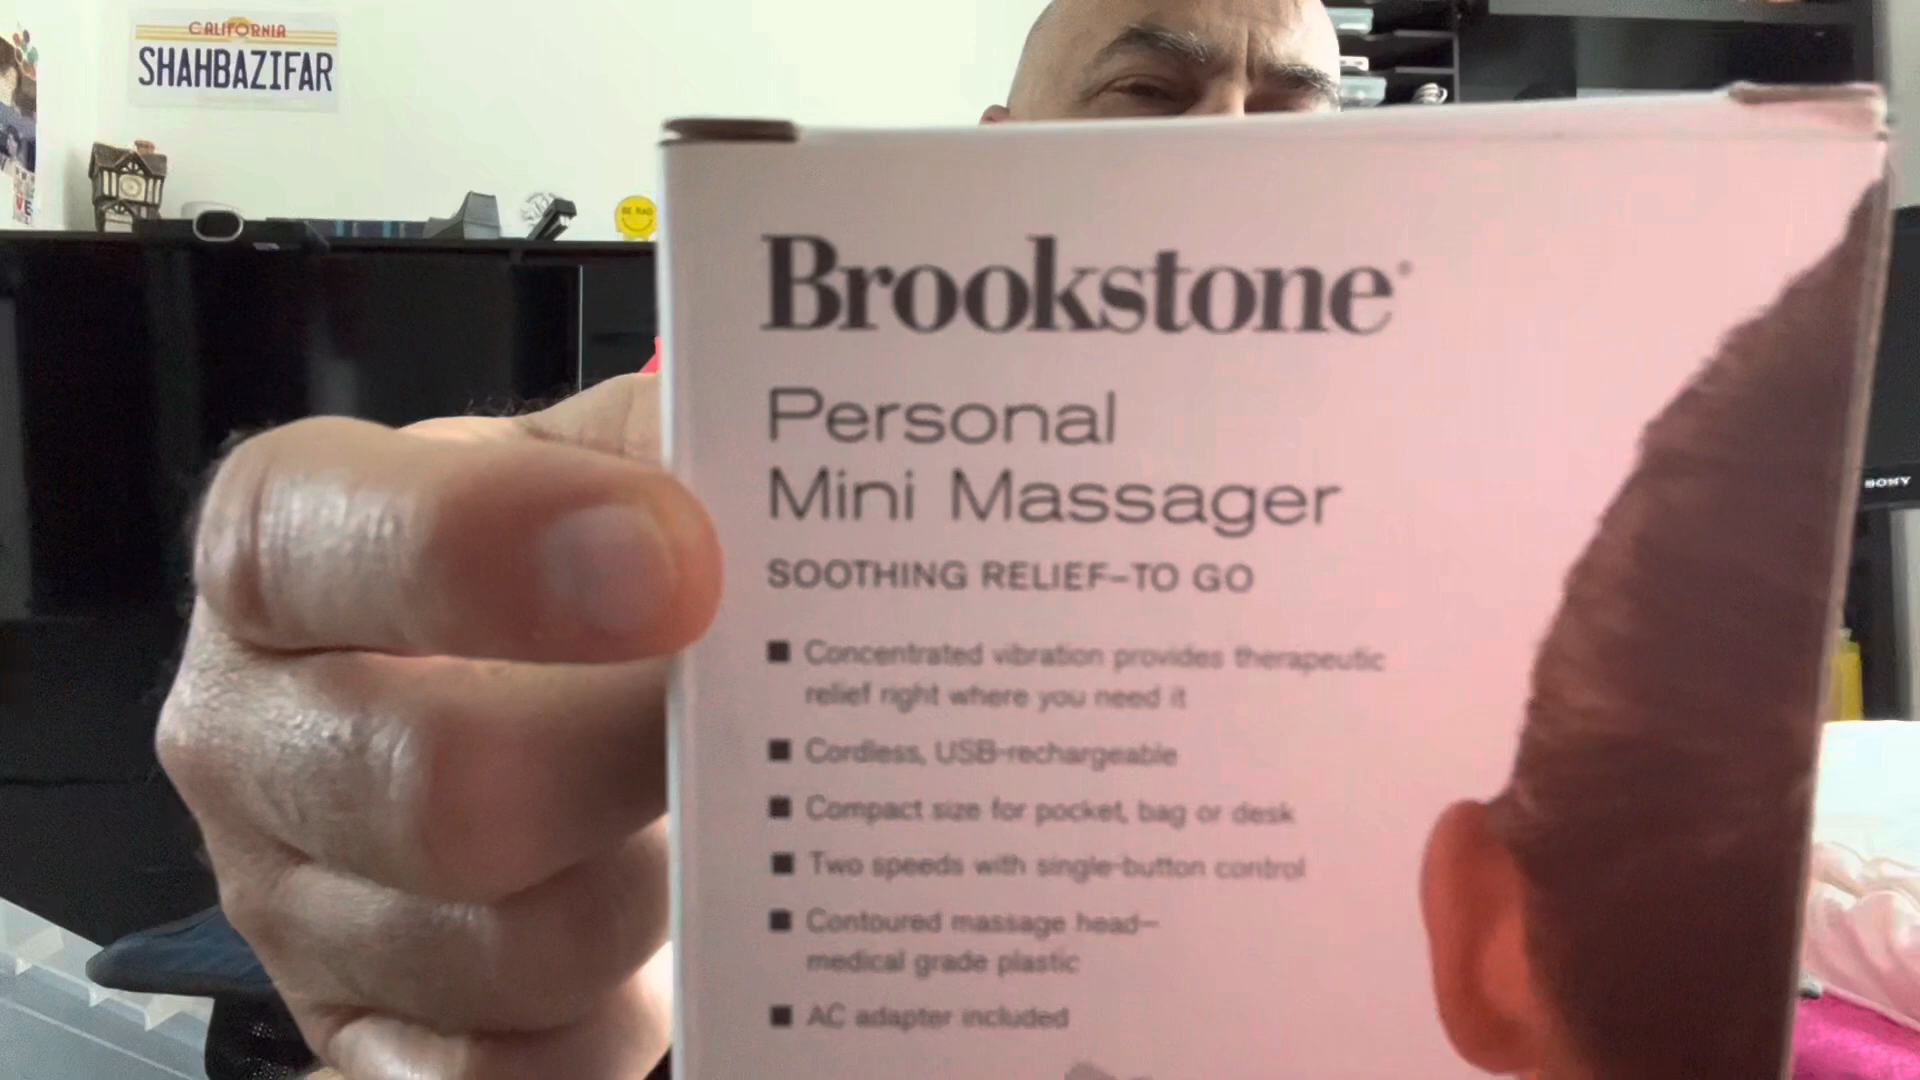 CALIFORNIA
SHAHBAZIFAR
BE RAD
Brookstone®
Personal
Mini Massager
SOOTHING RELIEF–TO GO
■ Concentrated vibration provides therapeutic
relief right where you need it
■ Cordless, USB-rechargeable
■ Compact size for pocket, bag or desk
■ Two speeds with single-button control
■ Contoured massage head–
medical grade plastic
■ AC adapter included
SONY